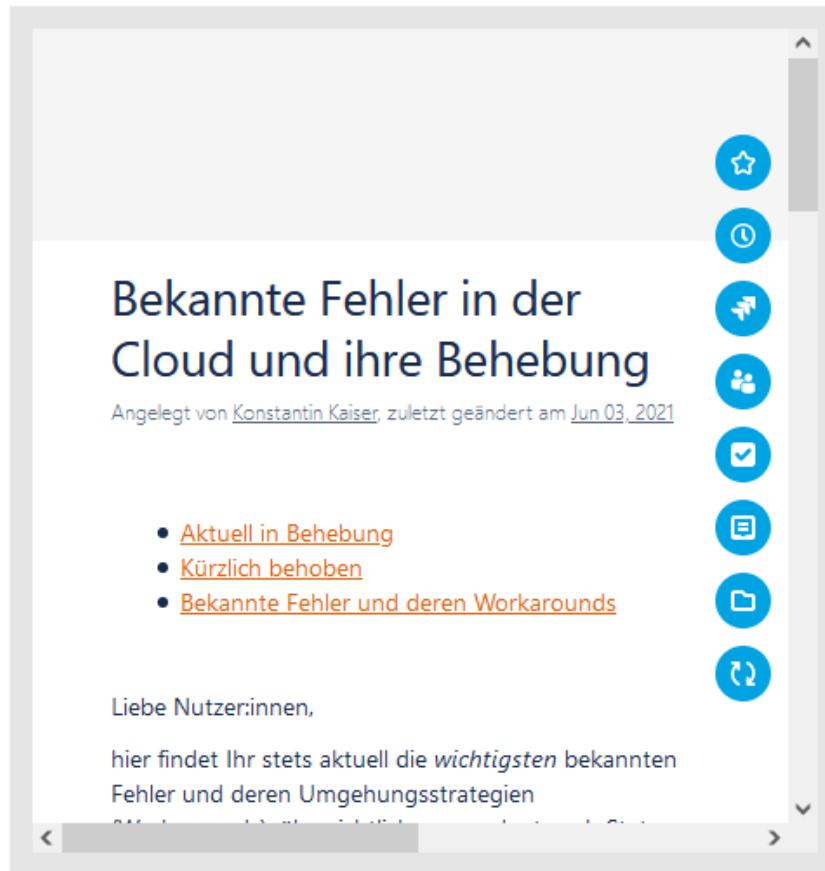 Bekannte Fehler in der
Cloud und ihre Behebung
Angelegt von Konstantin Kaiser, zuletzt geändert am Jun 03, 2021
Aktuell in Behebung
Kürzlich behoben
Bekannte Fehler und deren Workarounds
Liebe Nutzer:innen,
hier findet Ihr stets aktuell die wichtigsten bekannten
Fehler und deren Umgehungsstrategien